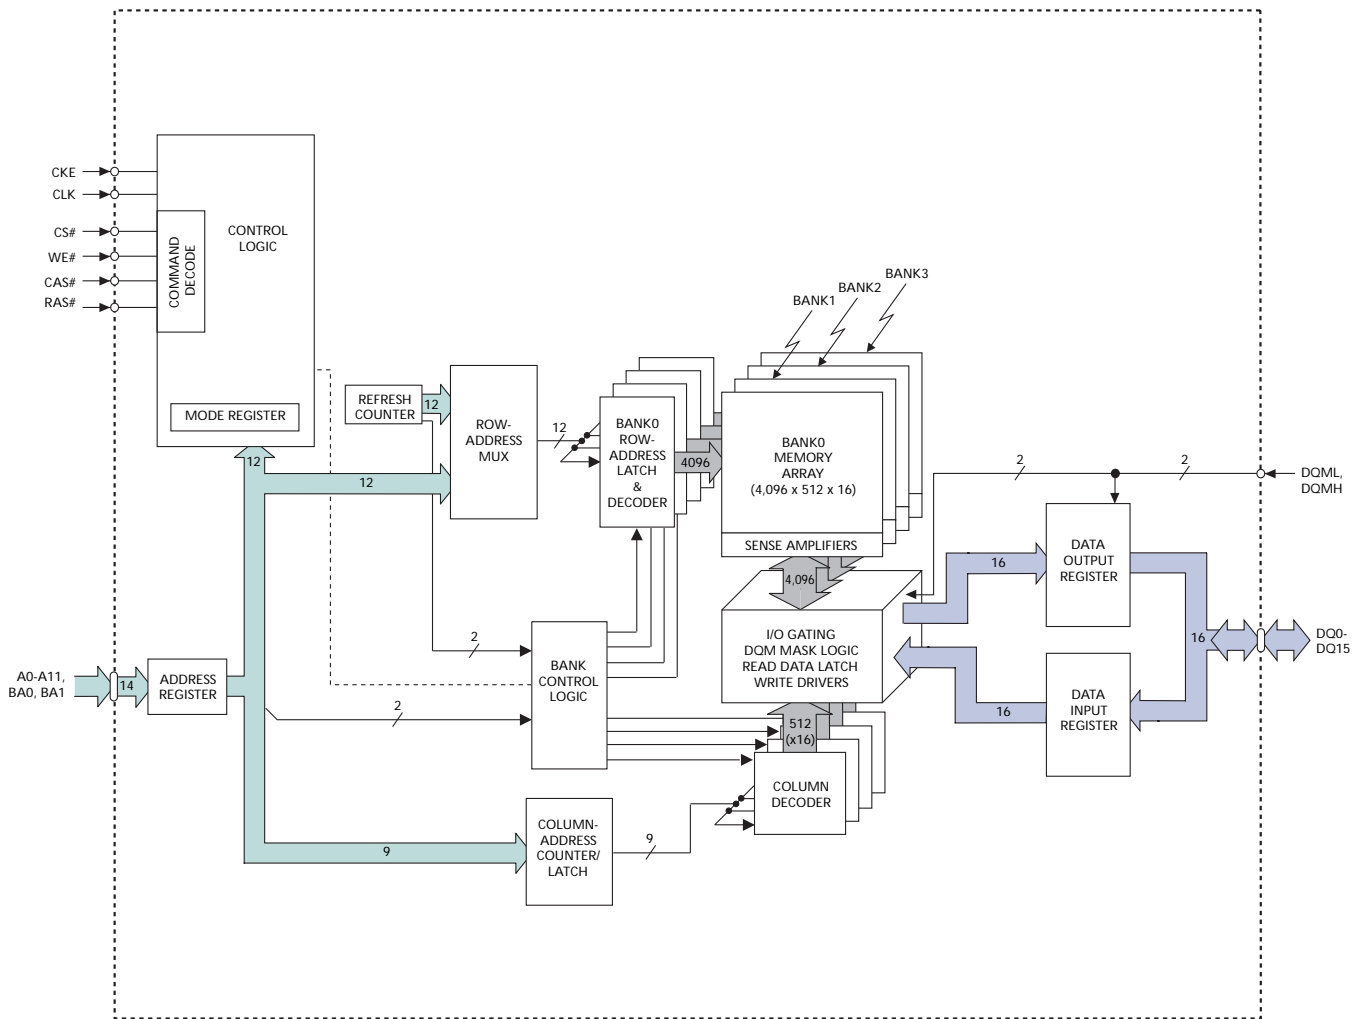 CKE
CLK
CS#
WE#
CAS#
RAS#
COMMAND
DECODE
CONTROL
LOGIC
MODE REGISTER
12
REFRESH
COUNTER
12
12
ROW-
ADDRESS
MUX
12
BANK0
ROW-
ADDRESS
LATCH
&
DECODER
4096
BANK1
BANK2
BANK3
BANK0
MEMORY
ARRAY
(4,096 x 512 x 16)
SENSE AMPLIFIERS
4,096
I/O GATING
DQM MASK LOGIC
READ DATA LATCH
WRITE DRIVERS
512
(x16)
COLUMN
DECODER
2
2
DQML,
DQMH
16
DATA
OUTPUT
REGISTER
16
DQ0-
DQ15
16
DATA
INPUT
REGISTER
A0-A11,
BA0, BA1
14
ADDRESS
REGISTER
2
2
BANK
CONTROL
LOGIC
9
COLUMN-
ADDRESS
COUNTER/
LATCH
9